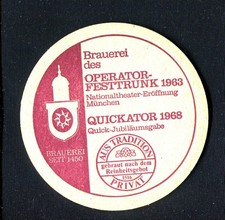 Brauerei
des
OPERATOR-
FESTTRUNK 1963
Nationaltheater-Eröffnung
München
QUICKATOR 1968
Quick-Jubiläumsgabe
BRAUEREI
SEIT 1450
AUS TRADITION
gebraut nach dem
Reinheitsgebot
1516
PRIVAT